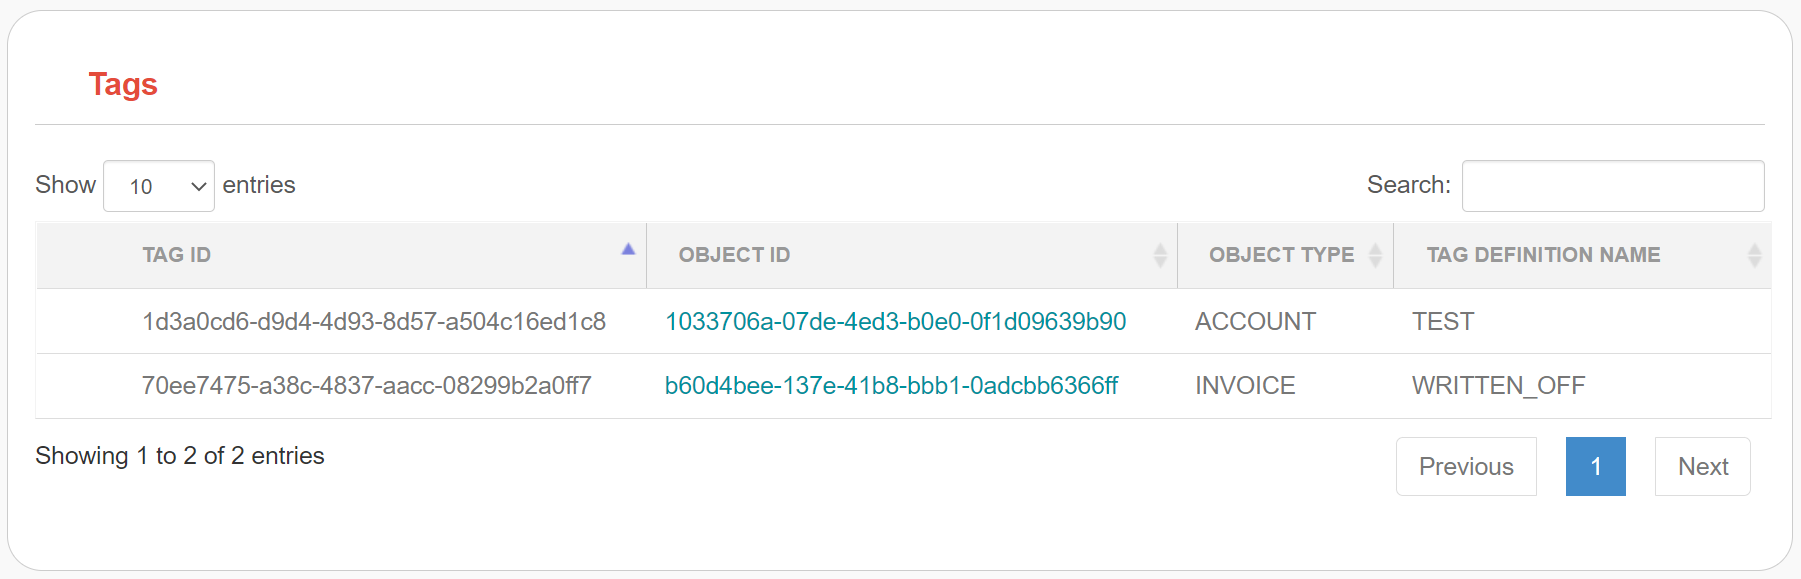 Tags
Show 10 entries Search:
TAG ID OBJECT ID OBJECT TYPE TAG DEFINITION NAME
1d3a0cd6-d9d4-4d93-8d57-a504c16ed1c8 1033706a-07de-4ed3-b0e0-0f1d09639b90 ACCOUNT TEST
70ee7475-a38c-4837-aacc-08299b2a0ff7 b60d4bee-137e-41b8-bbb1-0adcbb6366ff INVOICE WRITTEN_OFF
Showing 1 to 2 of 2 entries Previous 1 Next